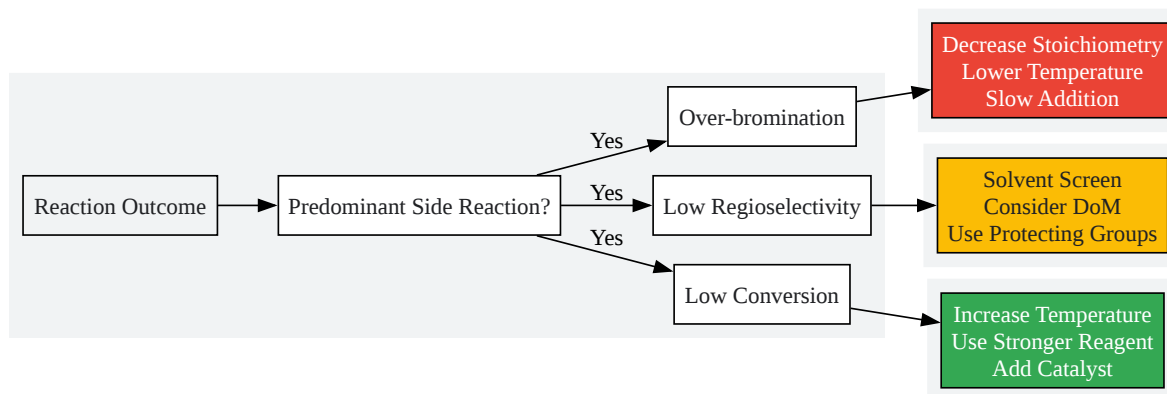 Reaction Outcome
Predominant Side Reaction?
Yes
Over-bromination
Decrease Stoichiometry
Lower Temperature
Slow Addition
Yes
Low Regioselectivity
Solvent Screen
Consider DoM
Use Protecting Groups
Yes
Low Conversion
Increase Temperature
Use Stronger Reagent
Add Catalyst